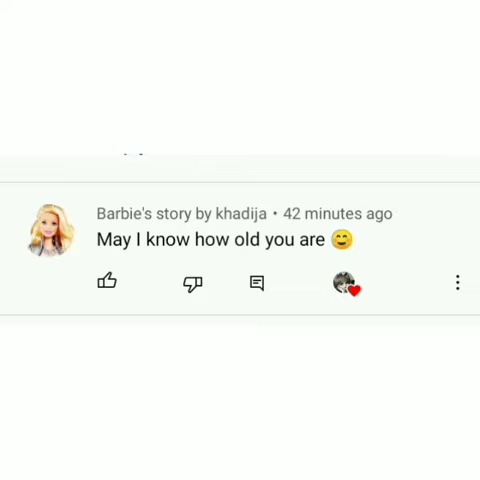 Barbie's story by khadija • 42 minutes ago
May I know how old you are 😊